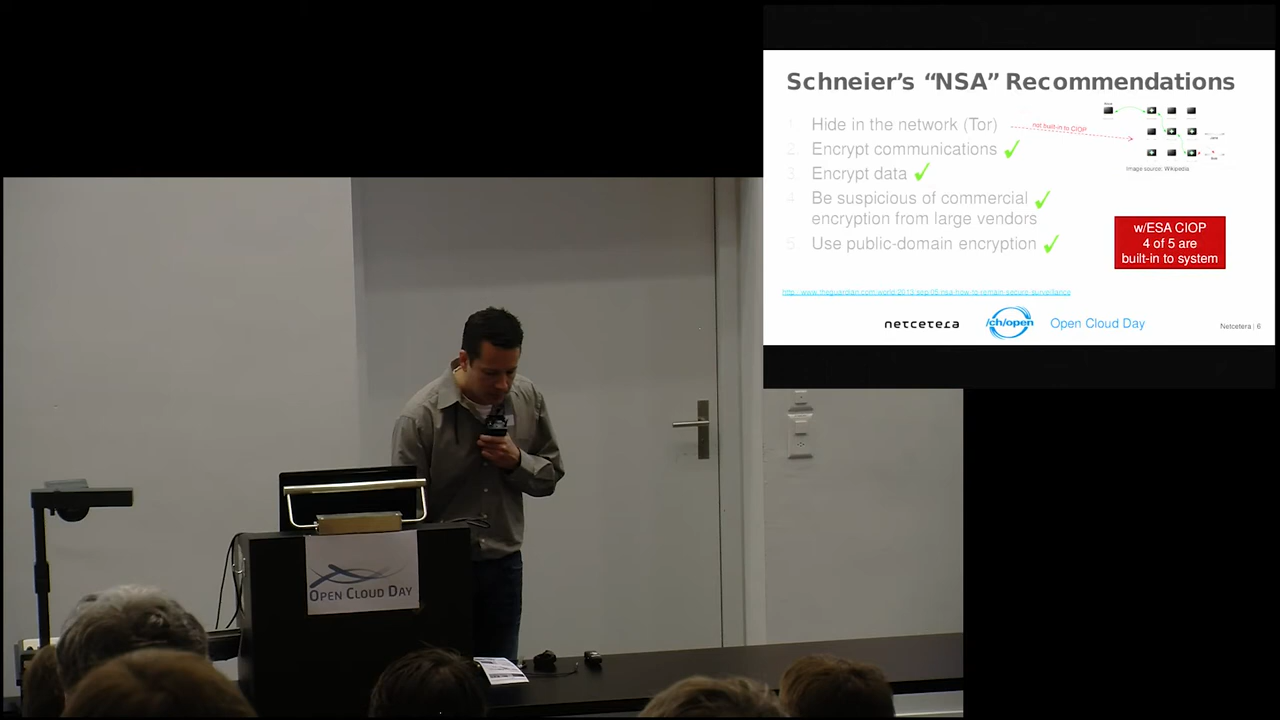 Schneier's “NSA” Recommendations
1. Hide in the network (Tor)
not built-in to CIOP
2. Encrypt communications ✓
3. Encrypt data ✓
Image source: Wikipedia
4. Be suspicious of commercial ✓
encryption from large vendors
5. Use public-domain encryption ✓
w/ESA CIOP
4 of 5 are
built-in to system
http://www.theguardian.com/world/2013/sep/05/nsa-how-to-remain-secure-surveillance
netcetera
/ch/open
Open Cloud Day
Netcetera | 6
OPEN CLOUD DAY